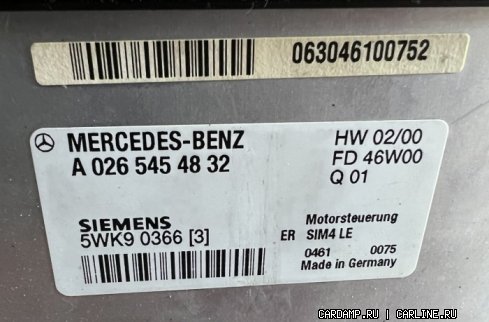 063046100752
MERCEDES-BENZ
A 026 545 48 32
HW 02/00
FD 46W00
Q 01
SIEMENS
5WK9 0366 [3]
Motorsteuerung
ER SIM4 LE
0461 0075
Made in Germany
CARDAMP.RU | CARLINE.RU